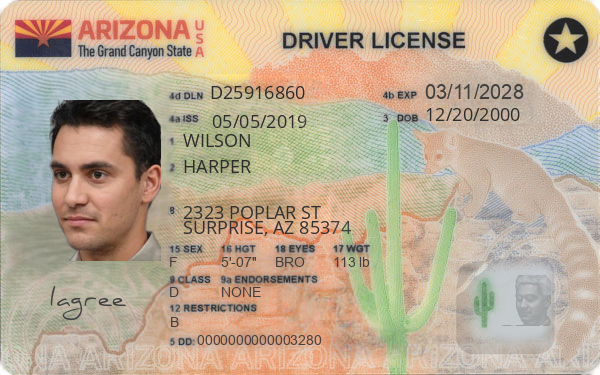 ARIZONA USA
The Grand Canyon State
DRIVER LICENSE
4d DLN D25916860
4b EXP 03/11/2028
4a ISS 05/05/2019
3 DOB 12/20/2000
1 WILSON
2 HARPER
8 2323 POPLAR ST
SURPRISE, AZ 85374
15 SEX 16 HGT 18 EYES 17 WGT
F 5'-07" BRO 113 lb
9 CLASS 9a ENDORSEMENTS
D NONE
12 RESTRICTIONS
B
5 DD: 0000000000003280
Iagree
ARIZONA ARIZONA ARIZONA ARIZONA